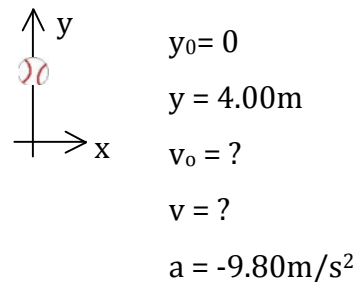 y
x
y₀= 0
y = 4.00m
vₒ = ?
v = ?
a = -9.80m/s²